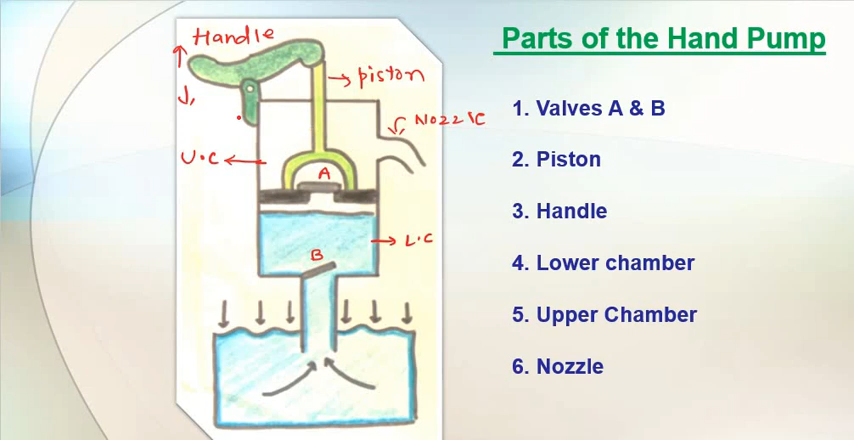 Parts of the Hand Pump
Handle
piston
Nozzle
U.C
A
L.C
B
1. Valves A & B
2. Piston
3. Handle
4. Lower chamber
5. Upper Chamber
6. Nozzle